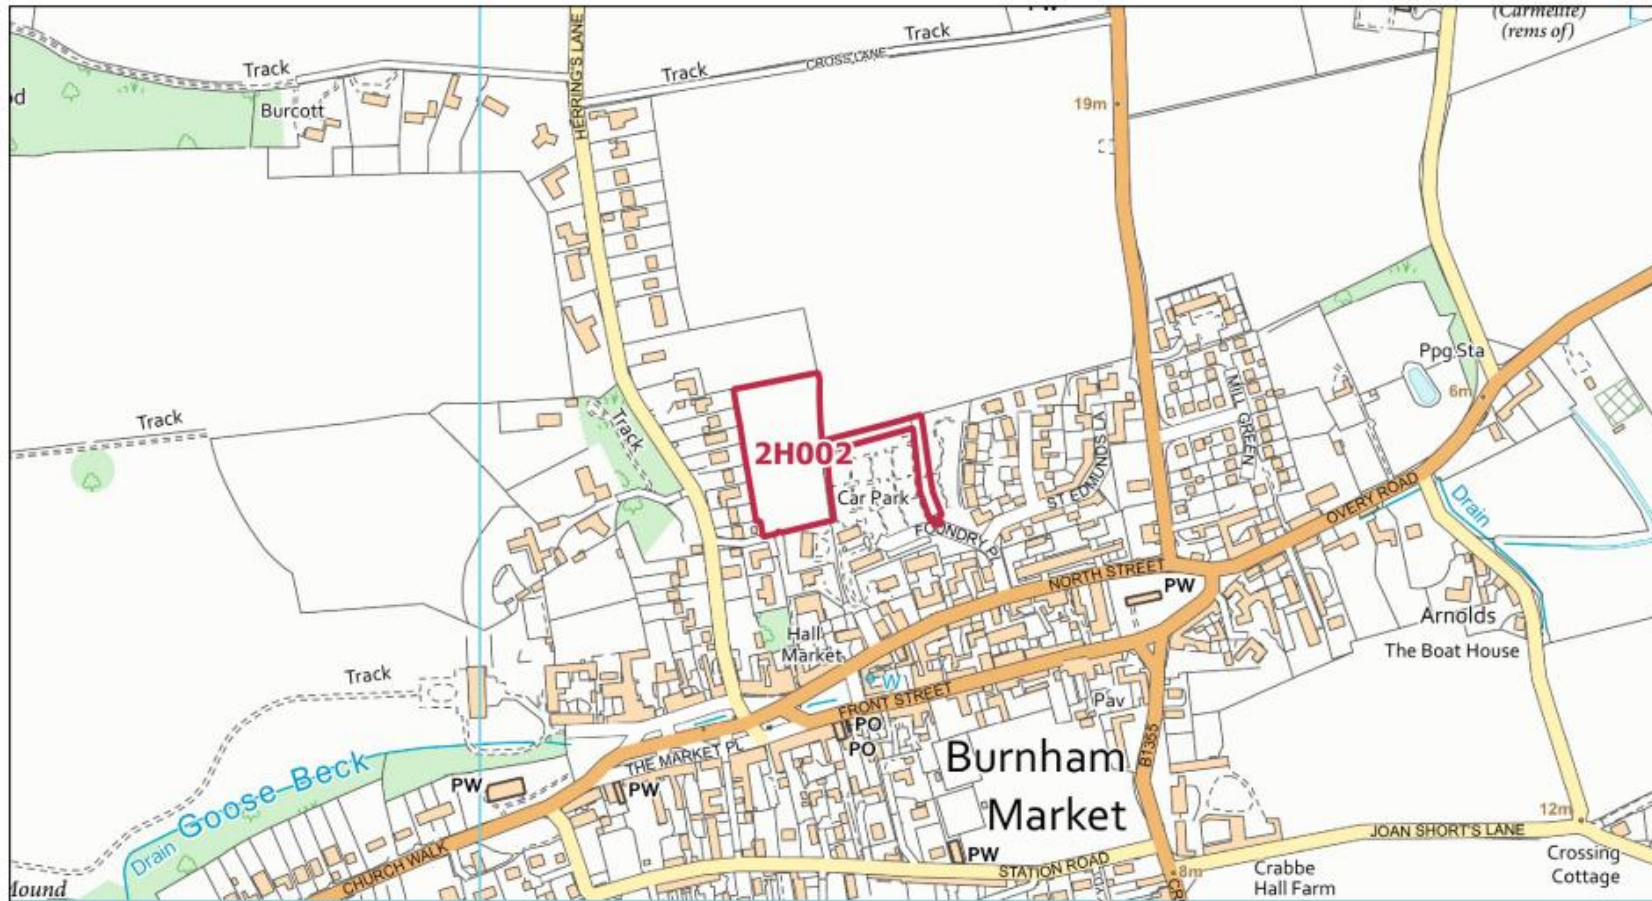 (Carmelite)
(rems of)
Track
CROSS LANE
Track
Track
HERRING'S LANE
Burcott
19m
Ppg Sta
6m
MILL GREEN
Track
Track
2H002
Car Park
ST EDMUNDS LA
FOUNDRY P
OVERY ROAD
Drain
NORTH STREET
PW
Arnolds
The Boat House
Hall
Market
Track
W
FRONT STREET
Pav
PO
PO
THE MARKET PL
B1355
Burnham
Market
Goose-Beck
Drain
PW
PW
CHURCH WALK
PW
STATION ROAD
JOAN SHORT'S LANE
12m
8m
Crabbe
Hall Farm
Crossing
Cottage